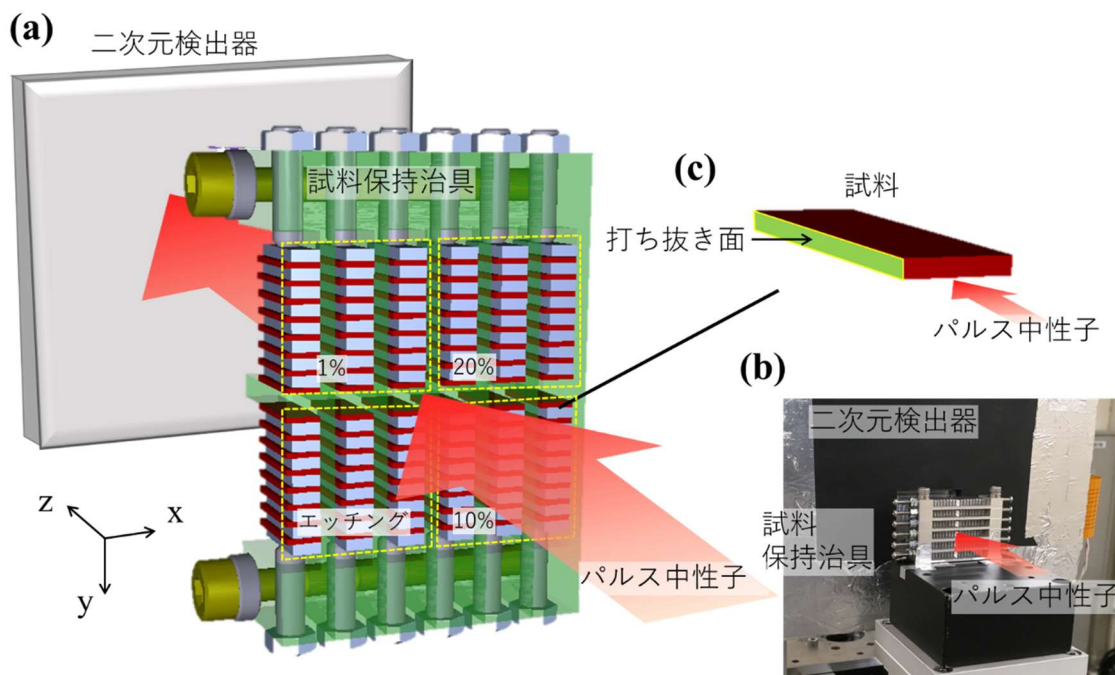 (a)
二次元検出器
試料保持治具
1%
20%
エッチング
10%
パルス中性子
z
x
y
(c)
試料
打ち抜き面
パルス中性子
(b)
二次元検出器
試料
保持治具
パルス中性子